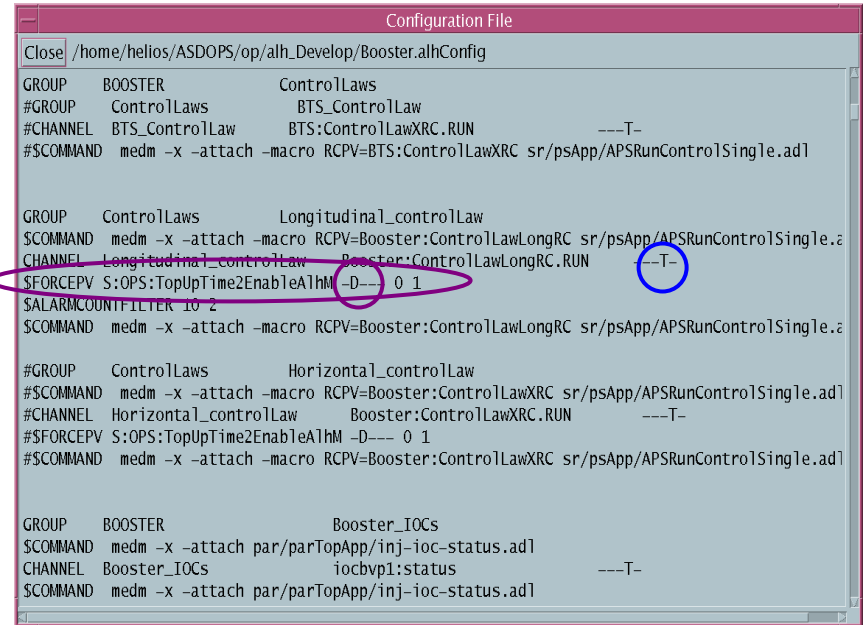 Configuration File
Close /home/helios/ASDOPS/op/alh_Develop/Booster.alhConfig
GROUP BOOSTER ControlLaws
#GROUP ControlLaws BTS_ControlLaw
#CHANNEL BTS_ControlLaw BTS:ControlLawXRC.RUN ---T-
#$COMMAND medm -x -attach -macro RCPV=BTS:ControlLawXRC sr/psApp/APSRunControlSingle.adl
GROUP ControlLaws Longitudinal_controlLaw
$COMMAND medm -x -attach -macro RCPV=Booster:ControlLawLongRC sr/psApp/APSRunControlSingle.a
CHANNEL Longitudinal_controlLaw Booster:ControlLawLongRC.RUN ---T-
$FORCEPV S:OPS:TopUpTime2EnableAlhM -D--- 0 1
$ALARMCOUNTFILTER 10 2
$COMMAND medm -x -attach -macro RCPV=Booster:ControlLawLongRC sr/psApp/APSRunControlSingle.a
#GROUP ControlLaws Horizontal_controlLaw
#$COMMAND medm -x -attach -macro RCPV=Booster:ControlLawXRC sr/psApp/APSRunControlSingle.adl
#CHANNEL Horizontal_controlLaw Booster:ControlLawXRC.RUN ---T-
#$FORCEPV S:OPS:TopUpTime2EnableAlhM -D--- 0 1
#$COMMAND medm -x -attach -macro RCPV=Booster:ControlLawXRC sr/psApp/APSRunControlSingle.adl
GROUP BOOSTER Booster_IOCs
$COMMAND medm -x -attach par/parTopApp/inj-ioc-status.adl
CHANNEL Booster_IOCs iocbvp1:status ---T-
$COMMAND medm -x -attach par/parTopApp/inj-ioc-status.adl